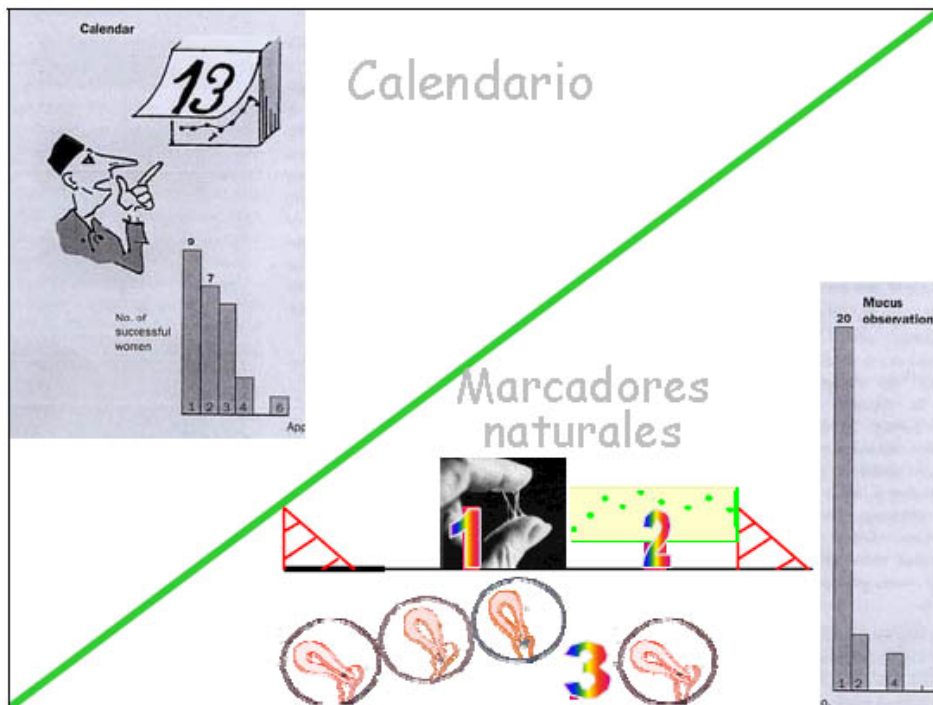 Calendar
13
Calendario
9
7
No. of
successful
women
1 2 3 4 6
App
Mucus
20 observation
Marcadores
naturales
1
2
3
1 2 4